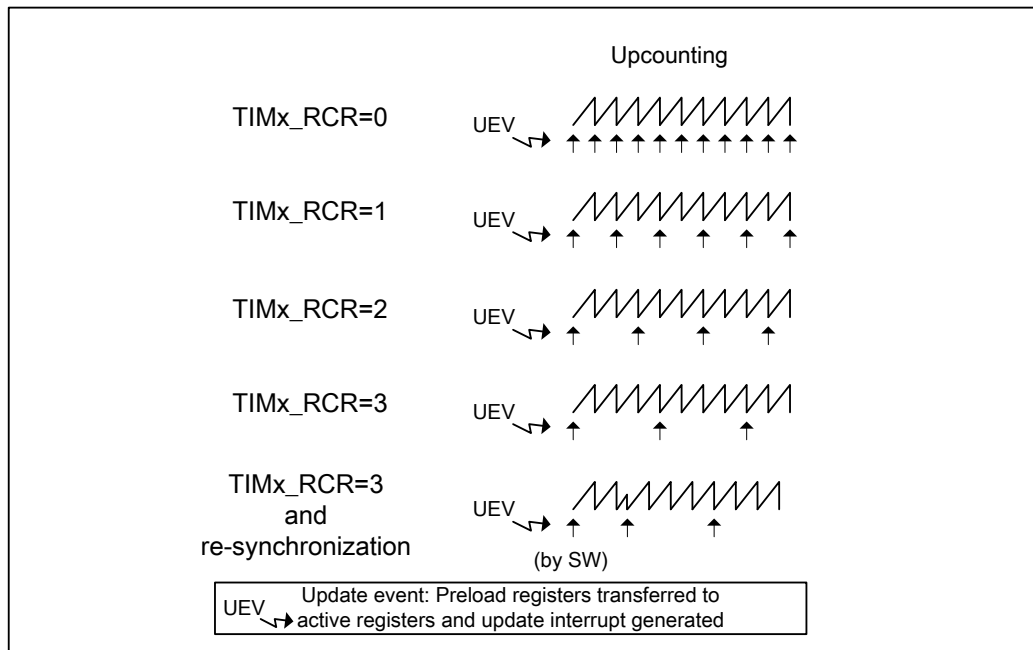 Upcounting
TIMx_RCR=0
UEV
TIMx_RCR=1
UEV
TIMx_RCR=2
UEV
TIMx_RCR=3
UEV
TIMx_RCR=3
and
re-synchronization
UEV
(by SW)
UEV
Update event: Preload registers transferred to
active registers and update interrupt generated